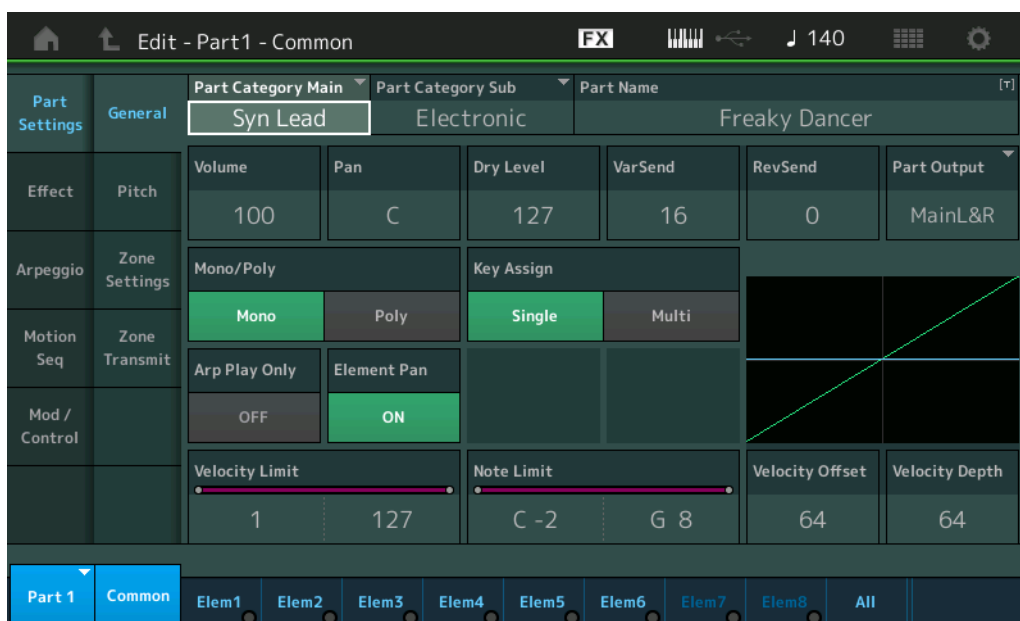 Edit - Part1 - Common
FX
140
Part Settings
General
Part Category Main
Syn Lead
Part Category Sub
Electronic
Part Name
[T]
Freaky Dancer
Volume
100
Pan
C
Dry Level
127
VarSend
16
RevSend
0
Part Output
MainL&R
Effect
Pitch
Arpeggio
Zone Settings
Mono/Poly
Mono
Poly
Key Assign
Single
Multi
Motion Seq
Zone Transmit
Arp Play Only
OFF
Element Pan
ON
Mod / Control
Velocity Limit
1
127
Note Limit
C -2
G 8
Velocity Offset
64
Velocity Depth
64
Part 1
Common
Elem1
Elem2
Elem3
Elem4
Elem5
Elem6
Elem7
Elem8
All